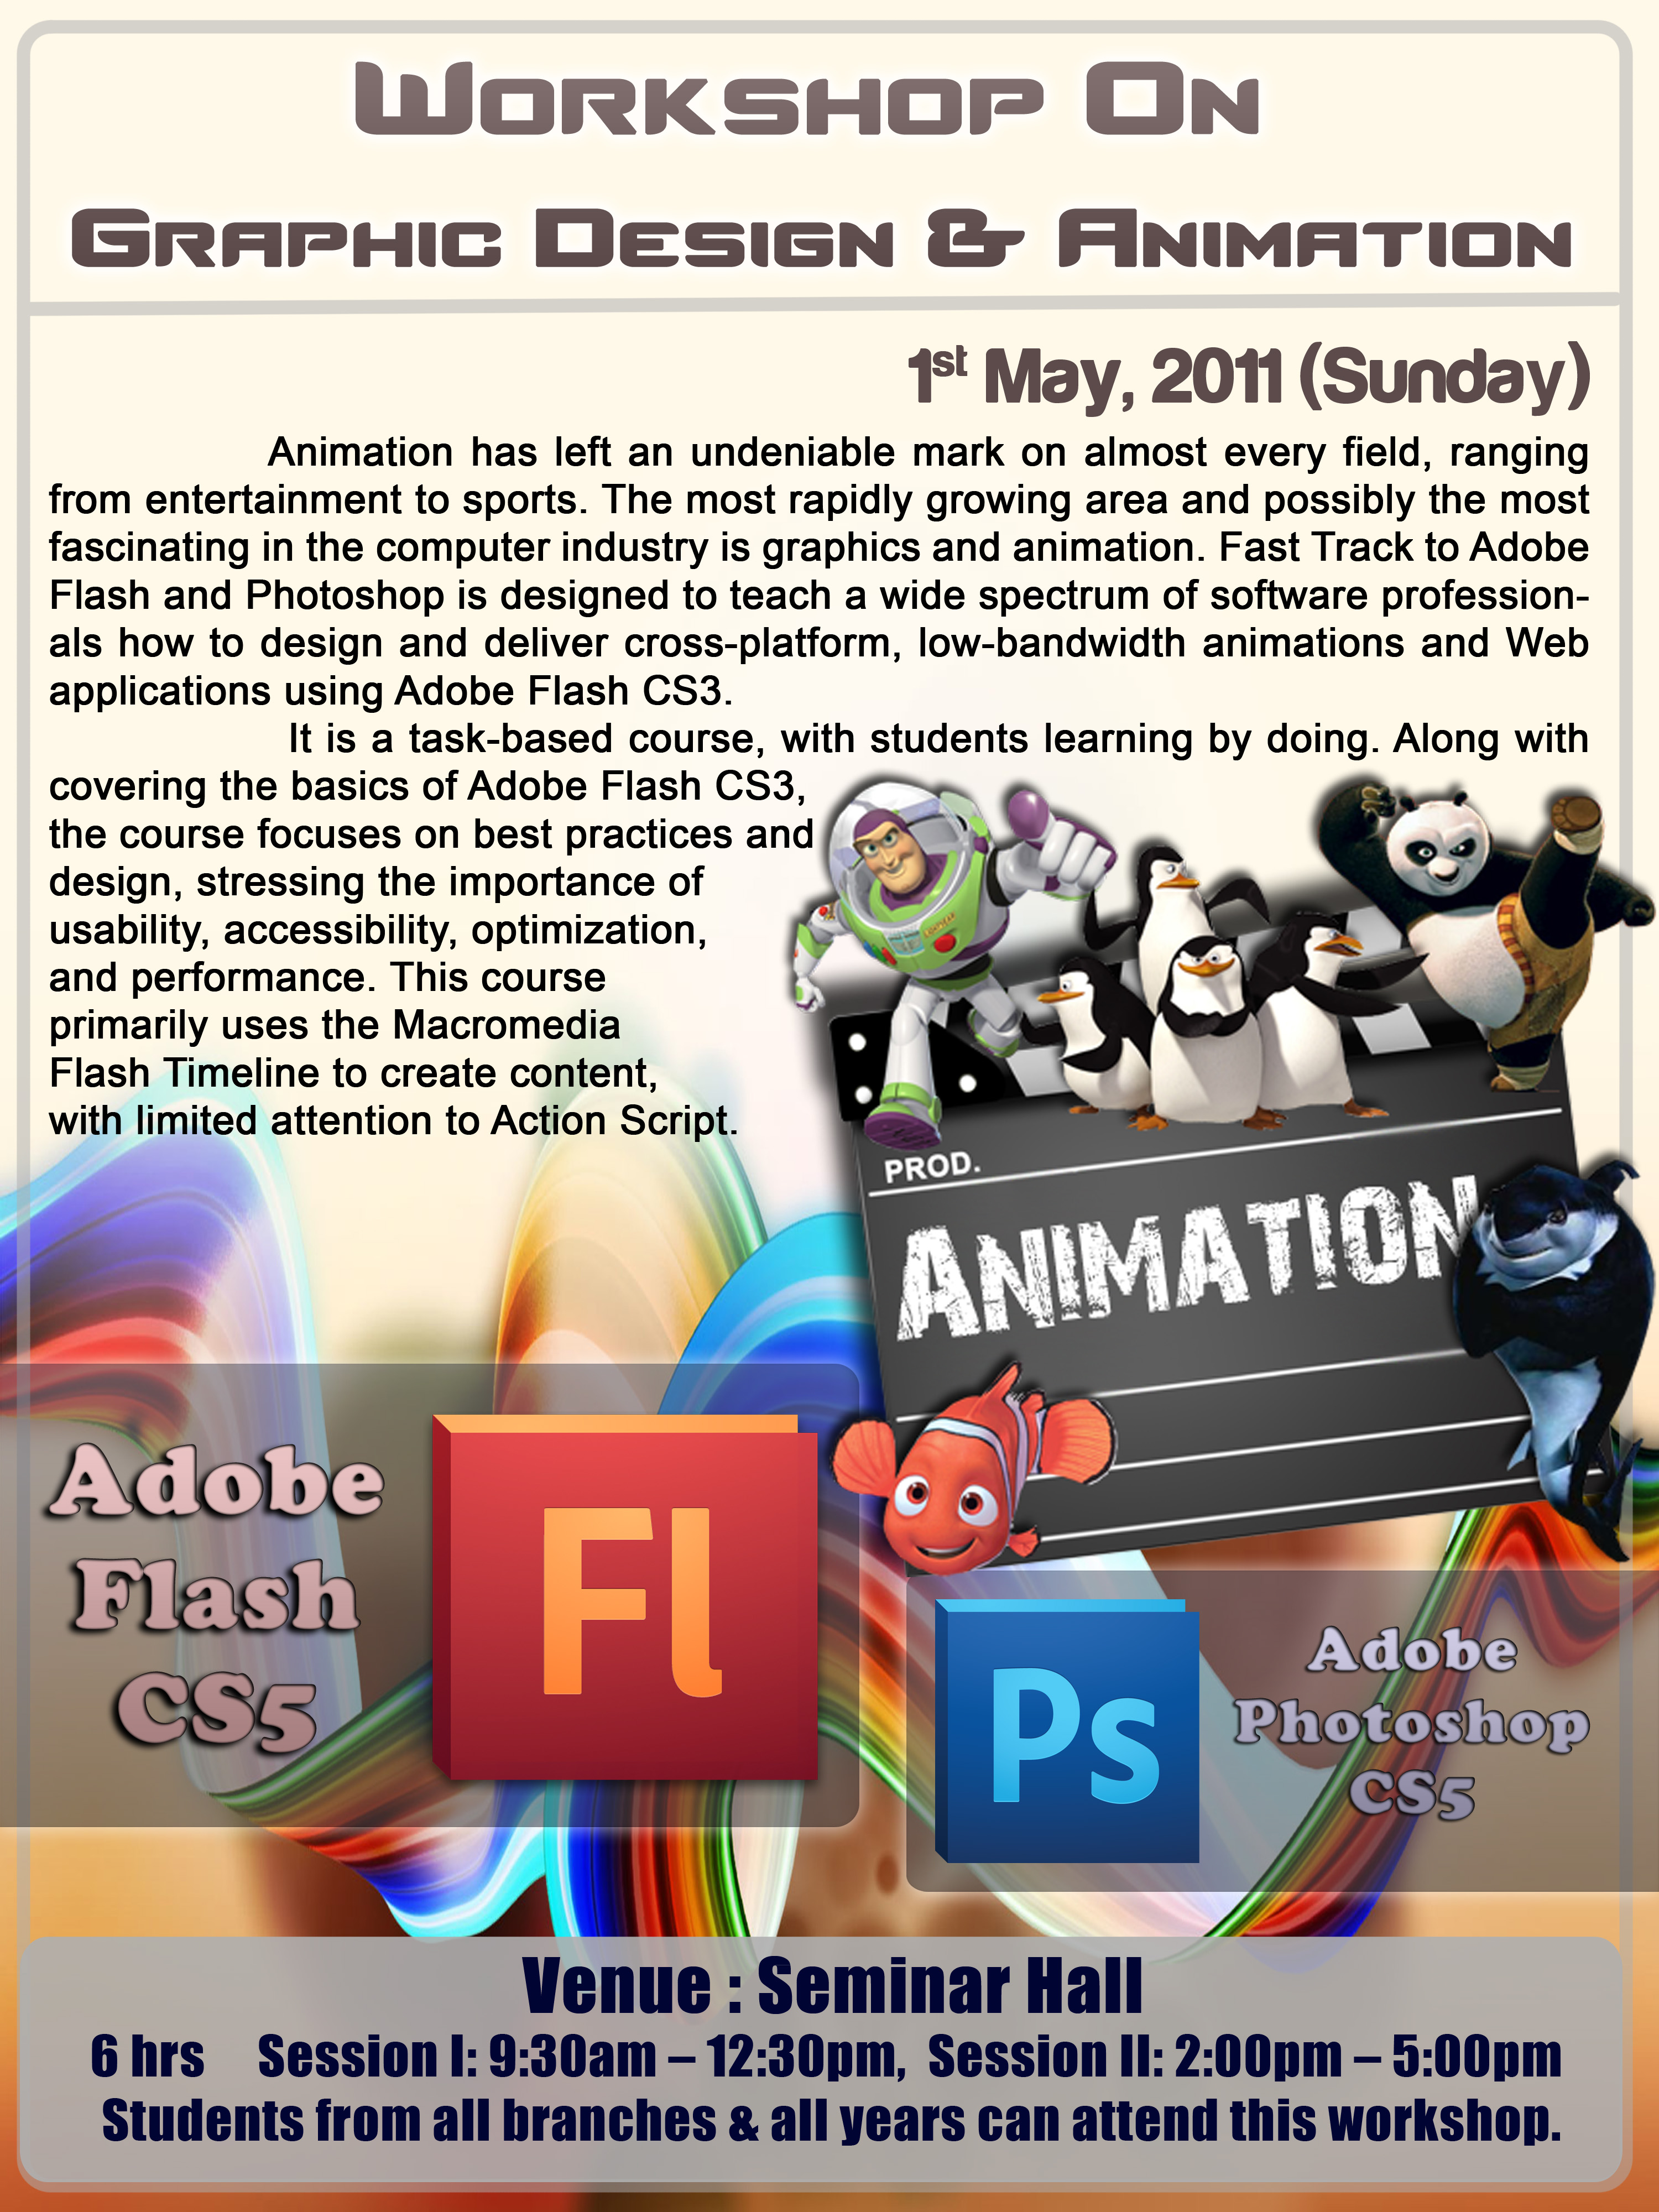 Workshop On
Graphic Design & Animation
1st May, 2011 (Sunday)
Animation has left an undeniable mark on almost every field, ranging
from entertainment to sports. The most rapidly growing area and possibly the most
fascinating in the computer industry is graphics and animation. Fast Track to Adobe
Flash and Photoshop is designed to teach a wide spectrum of software profession-
als how to design and deliver cross-platform, low-bandwidth animations and Web
applications using Adobe Flash CS3.
It is a task-based course, with students learning by doing. Along with
covering the basics of Adobe Flash CS3,
the course focuses on best practices and
design, stressing the importance of
usability, accessibility, optimization,
and performance. This course
primarily uses the Macromedia
Flash Timeline to create content,
with limited attention to Action Script.
LIGHTYEAR
PROD.
Animation
Adobe
Flash
CS5
Fl
Ps
Adobe
Photoshop
CS5
Venue : Seminar Hall
6 hrs Session I: 9:30am – 12:30pm, Session II: 2:00pm – 5:00pm
Students from all branches & all years can attend this workshop.